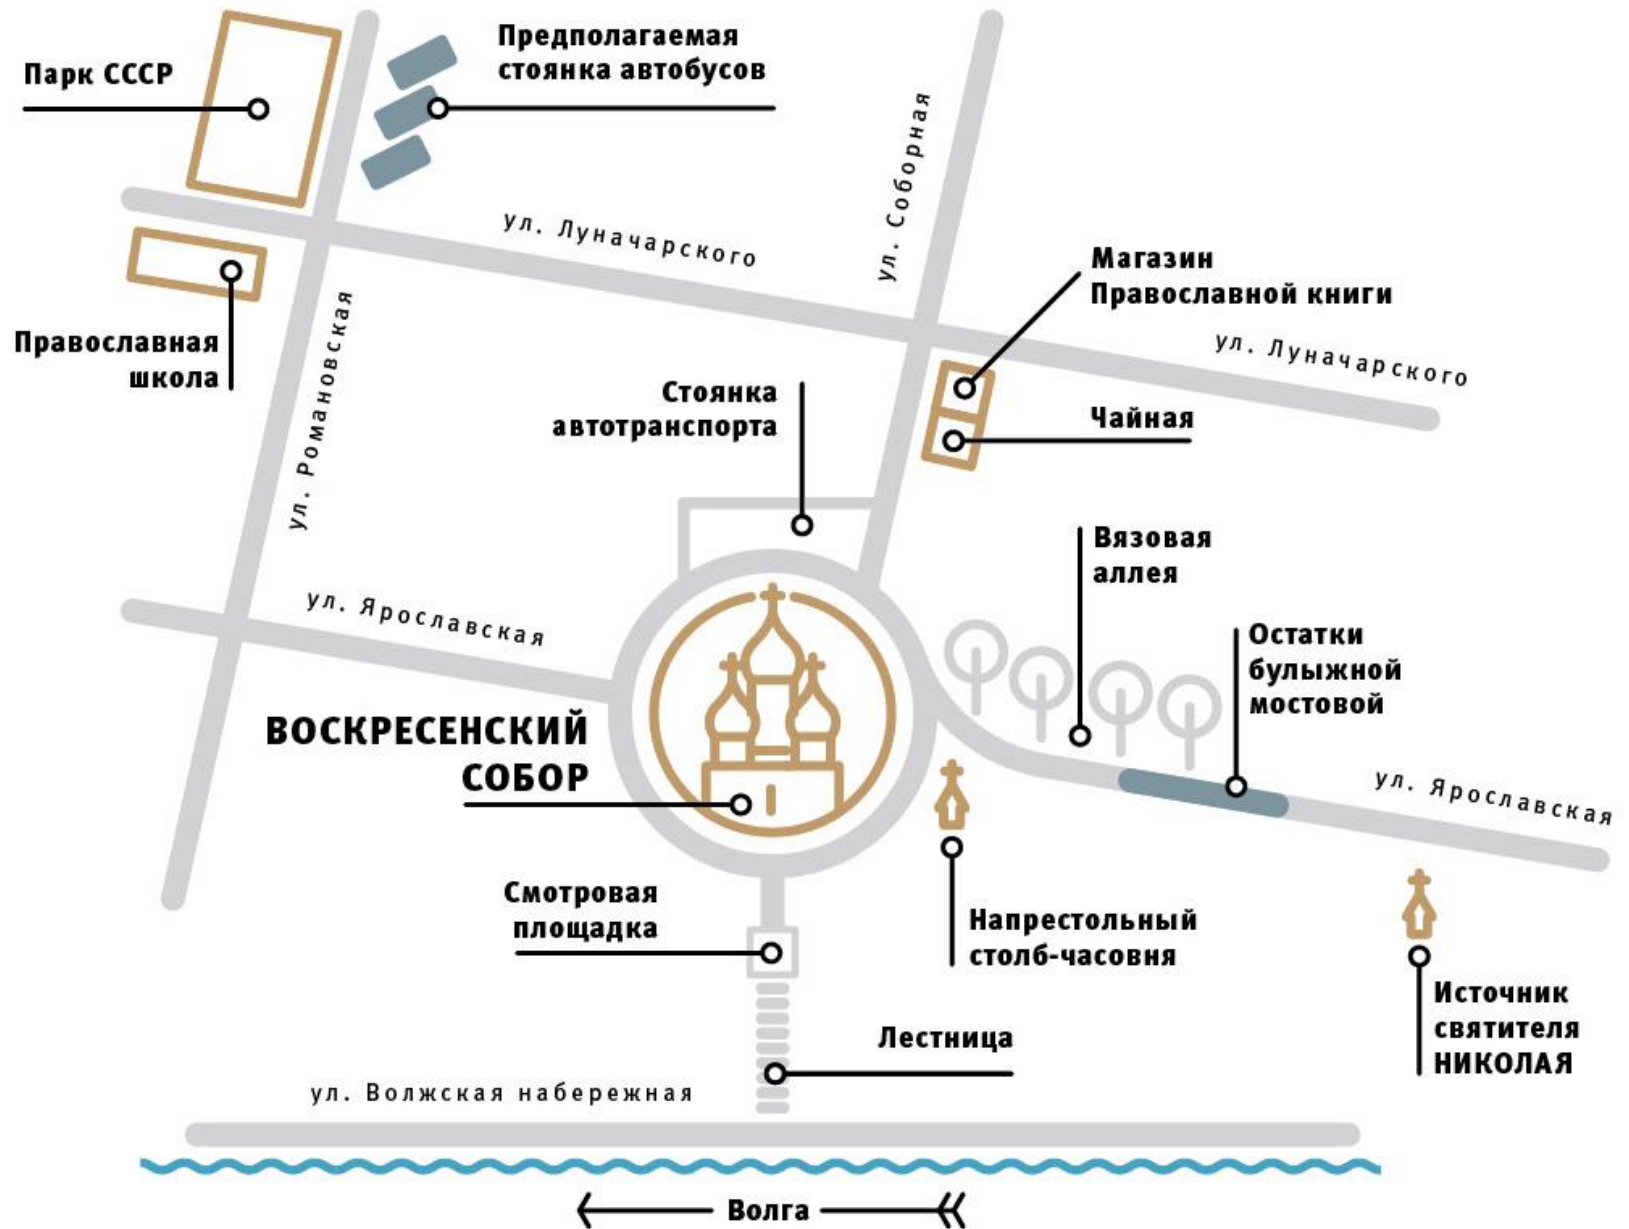 Предполагаемая
стоянка автобусов
Парк СССР
ул. Соборная
ул. Луначарского
Магазин
Православной книги
Православная
школа
ул. Романовская
ул. Луначарского
Стоянка
автотранспорта
Чайная
Вязовая
аллея
ул. Ярославская
Остатки
булыжной
мостовой
ВОСКРЕСЕНСКИЙ
СОБОР
ул. Ярославская
Смотровая
площадка
Напрестольный
столб-часовня
Источник
святителя
НИКОЛАЯ
Лестница
ул. Волжская набережная
Волга